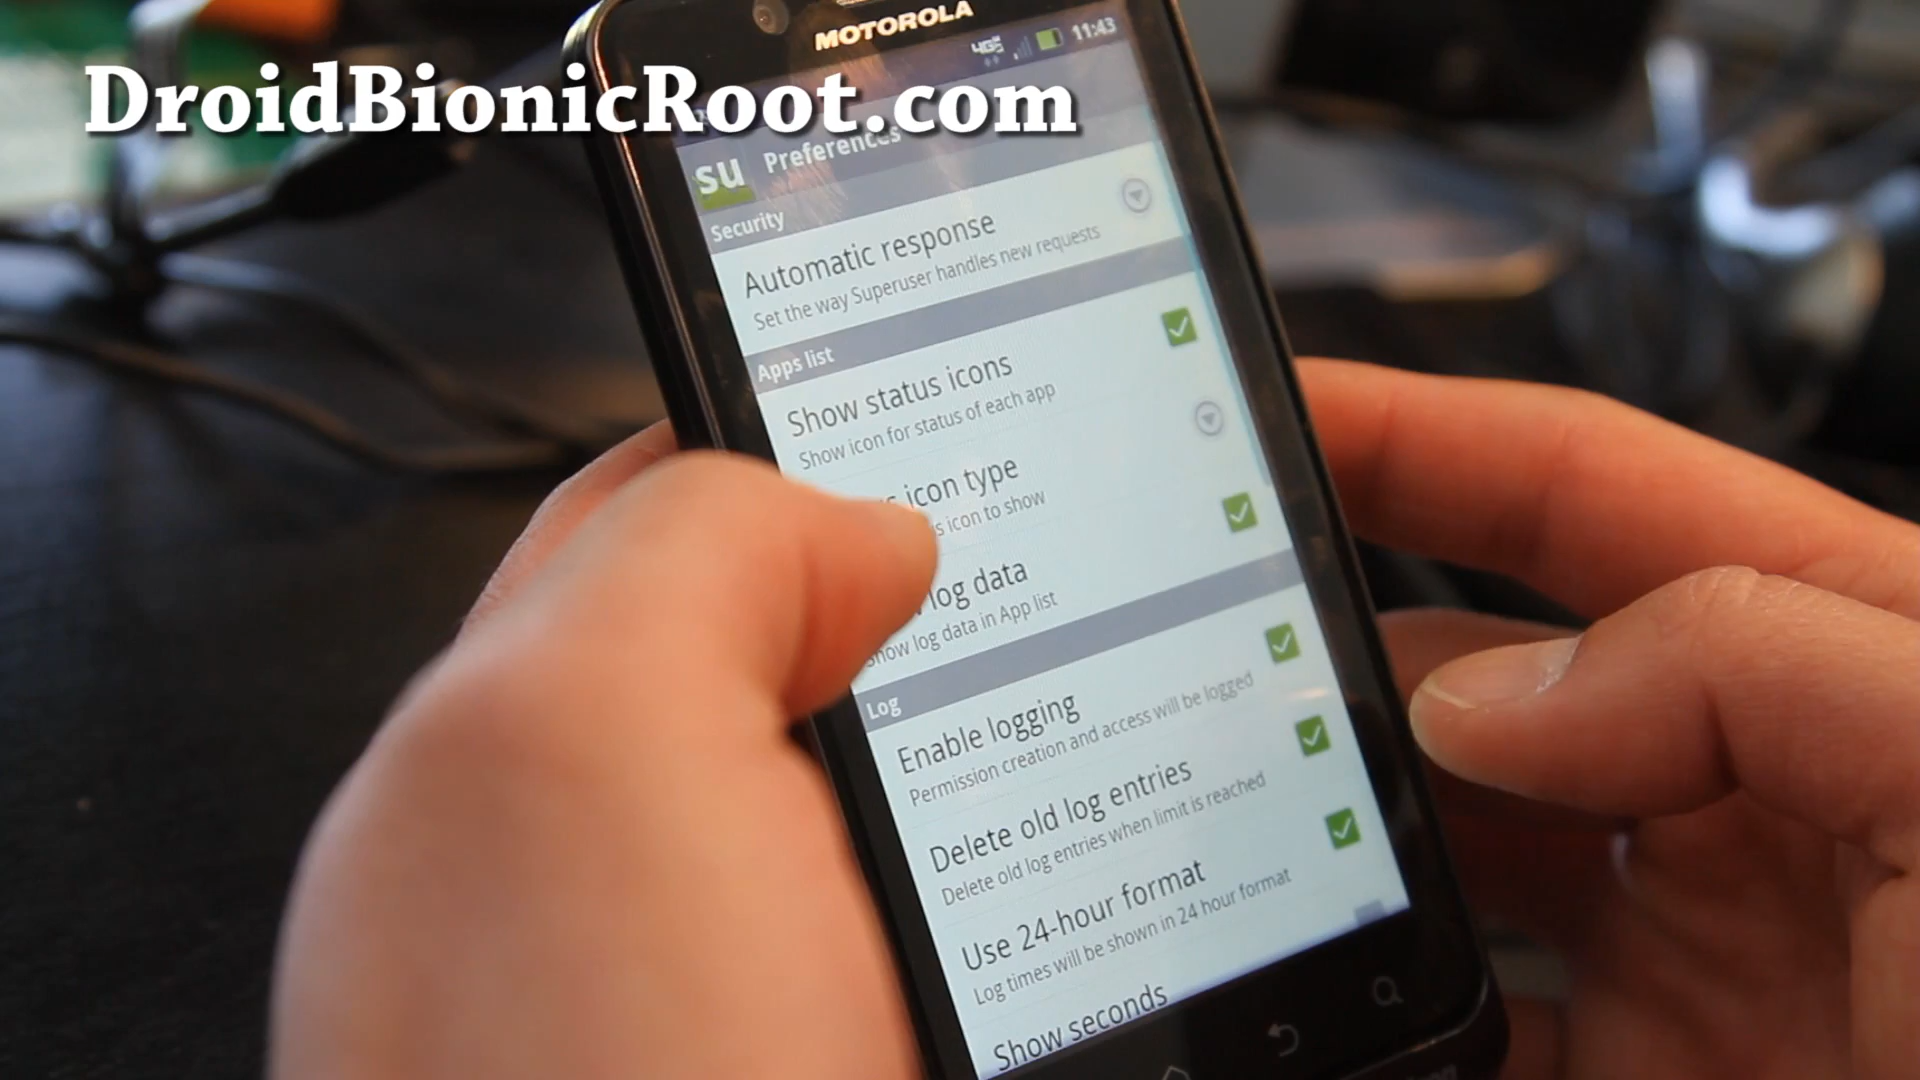 MOTOROLA
4G 11:43
DroidBionicRoot.com
su Preferences
Security
Automatic response
Set the way Superuser handles new requests
Apps list
Show status icons
Show icon for status of each app
icon type
icon to show
log data
Show log data in App list
Log
Enable logging
Permission creation and access will be logged
Delete old log entries
Delete old log entries when limit is reached
Use 24-hour format
Log times will be shown in 24 hour format
Show seconds